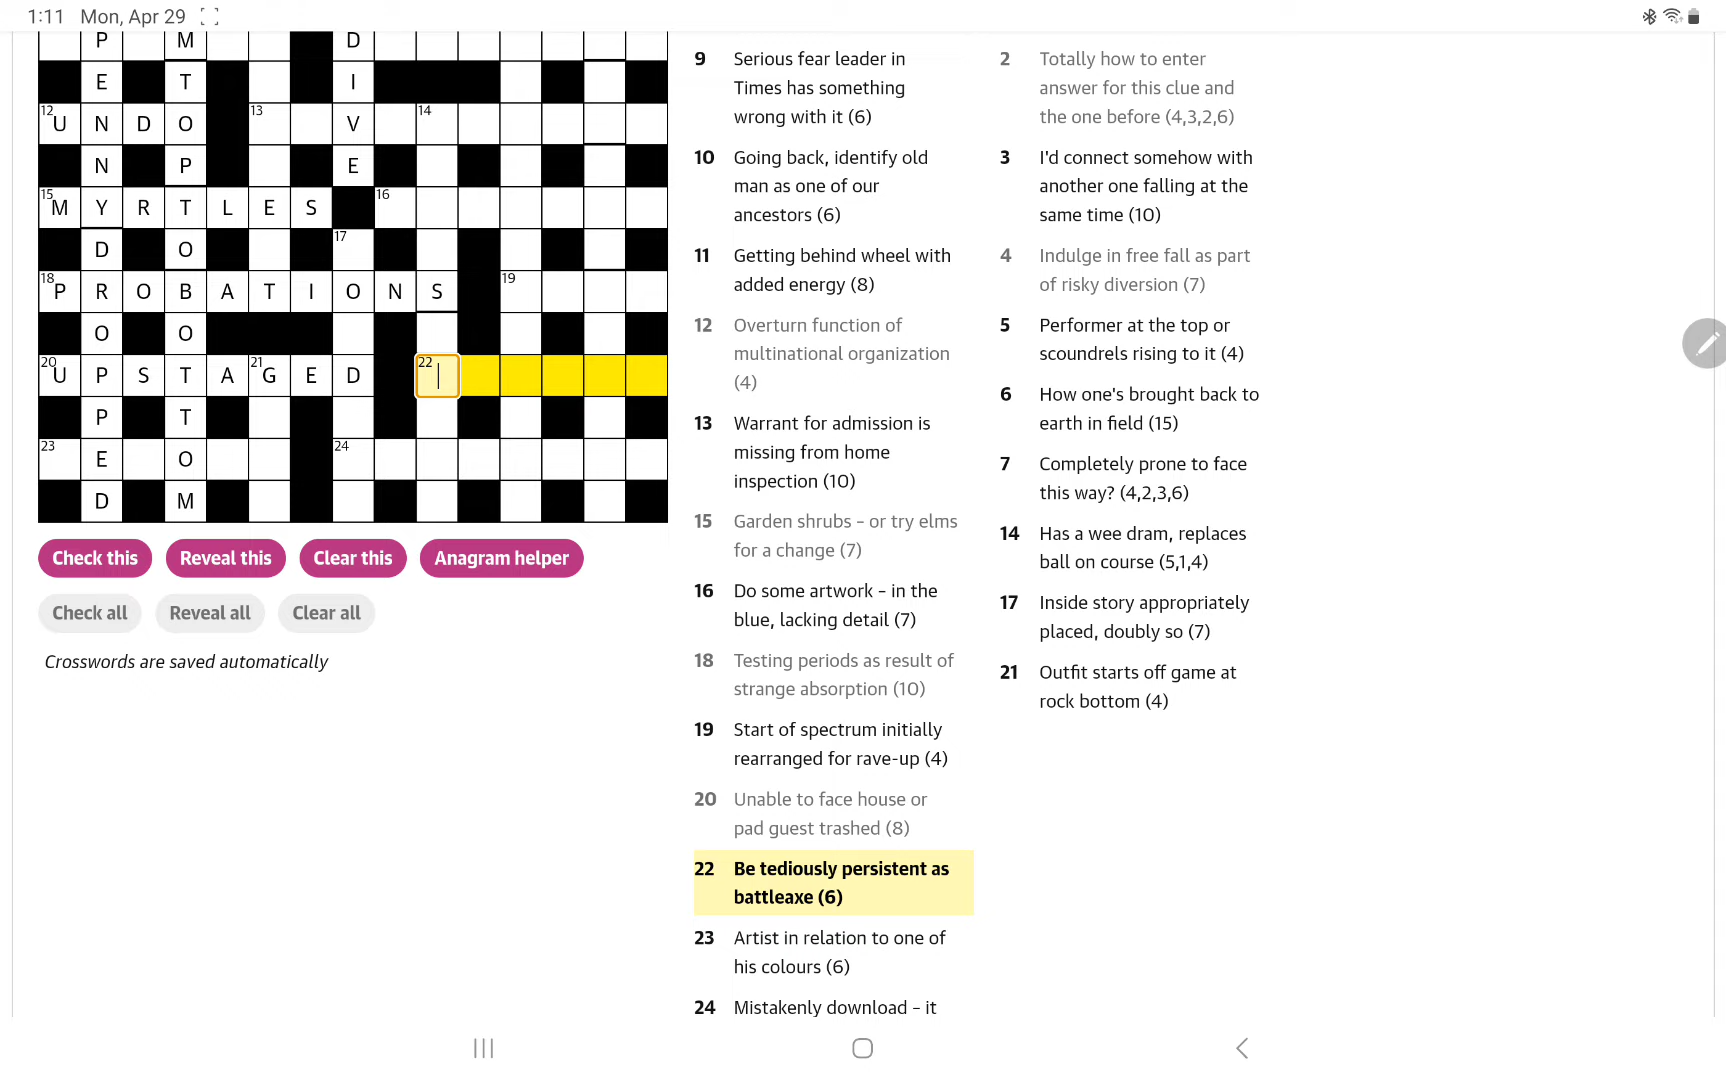 1:11 Mon, Apr 29
P M D
E T I
12 U N D O 13 V 14
N P E
15 M Y R T L E S 16
D O 17
18 P R O B A T I O N S 19
O O
20 U P S T A 21 G E D 22
P T
23 E O 24
D M
Check this Reveal this Clear this Anagram helper
Check all Reveal all Clear all
Crosswords are saved automatically
9 Serious fear leader in
Times has something
wrong with it (6)
10 Going back, identify old
man as one of our
ancestors (6)
11 Getting behind wheel with
added energy (8)
12 Overturn function of
multinational organization
(4)
13 Warrant for admission is
missing from home
inspection (10)
15 Garden shrubs – or try elms
for a change (7)
16 Do some artwork – in the
blue, lacking detail (7)
18 Testing periods as result of
strange absorption (10)
19 Start of spectrum initially
rearranged for rave-up (4)
20 Unable to face house or
pad guest trashed (8)
22 Be tediously persistent as
battleaxe (6)
23 Artist in relation to one of
his colours (6)
24 Mistakenly download – it
2 Totally how to enter
answer for this clue and
the one before (4,3,2,6)
3 I'd connect somehow with
another one falling at the
same time (10)
4 Indulge in free fall as part
of risky diversion (7)
5 Performer at the top or
scoundrels rising to it (4)
6 How one's brought back to
earth in field (15)
7 Completely prone to face
this way? (4,2,3,6)
14 Has a wee dram, replaces
ball on course (5,1,4)
17 Inside story appropriately
placed, doubly so (7)
21 Outfit starts off game at
rock bottom (4)